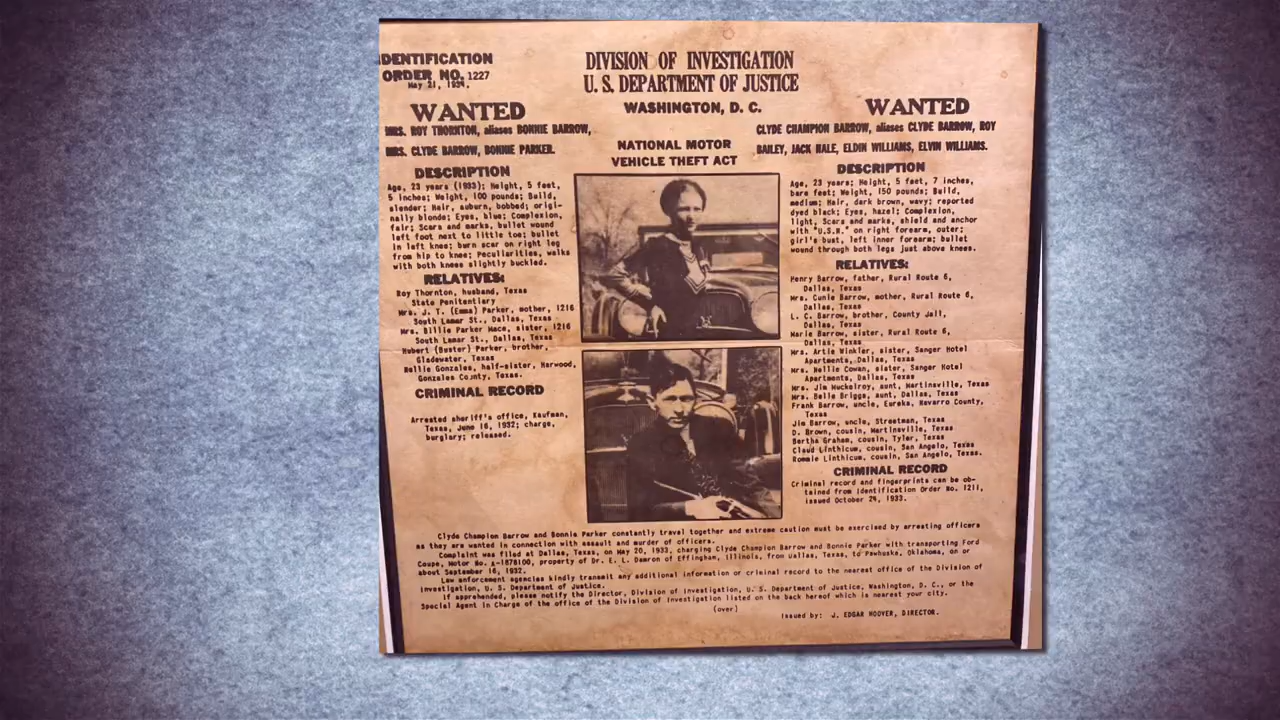 IDENTIFICATION
ORDER NO. 1227
May 21, 1934.
DIVISION OF INVESTIGATION
U. S. DEPARTMENT OF JUSTICE
WASHINGTON, D. C.
NATIONAL MOTOR
VEHICLE THEFT ACT
WANTED
MRS. ROY THORNTON, aliases BONNIE BARROW,
MRS. CLYDE BARROW, BONNIE PARKER.
DESCRIPTION
Age, 23 years (1933); Height, 5 feet,
5 inches; Weight, 100 pounds; Build,
slender; Hair, auburn, bobbed; origi-
nally blonde; Eyes, blue; Complexion,
fair; Scars and marks, bullet wound
left foot next to little toe; bullet
in left knee; burn scar on right leg
from hip to knee; Peculiarities, walks
with both knees slightly buckled.
RELATIVES:
Roy Thornton, husband, Texas
State Penitentiary
Mrs. J. T. (Emma) Parker, mother, 1216
South Lamar St., Dallas, Texas
Mrs. Billie Parker Mace, sister, 1216
South Lamar St., Dallas, Texas
Hubert (Buster) Parker, brother,
Gladewater, Texas
Rellie Gonzales, half-sister, Harwood,
Gonzales County, Texas.
CRIMINAL RECORD
Arrested sheriff's office, Kaufman,
Texas, June 16, 1932; charge,
burglary; released.
WANTED
CLYDE CHAMPION BARROW, aliases CLYDE BARROW, ROY
BAILEY, JACK HALE, ELDIN WILLIAMS, ELVIN WILLIAMS.
DESCRIPTION
Age, 23 years; Height, 5 feet, 7 inches,
bare feet; Weight, 150 pounds; Build,
medium; Hair, dark brown, wavy; reported
dyed black; Eyes, hazel; Complexion,
light, Scars and marks, shield and anchor
with "U.S.N." on right forearm, outer;
girl's bust, left inner forearm; bullet
wound through both legs just above knees.
RELATIVES:
Henry Barrow, father, Rural Route 6,
Dallas, Texas
Mrs. Cumie Barrow, mother, Rural Route 6,
Dallas, Texas
L. C. Barrow, brother, County Jail,
Dallas, Texas
Marie Barrow, sister, Rural Route 6,
Dallas, Texas
Mrs. Artie Winkler, sister, Sanger Hotel
Apartments, Dallas, Texas
Mrs. Nellie Cowan, sister, Sanger Hotel
Apartments, Dallas, Texas
Mrs. Jim Muckelroy, aunt, Martinsville, Texas
Mrs. Belle Briggs, aunt, Dallas, Texas
Frank Barrow, uncle, Eureka, Navarro County,
Texas
Jim Barrow, uncle, Streetman, Texas
D. Brown, cousin, Martinsville, Texas
Bertha Graham, cousin, Tyler, Texas
Claud Linthicum, cousin, San Angelo, Texas
Rommie Linthicum, cousin, San Angelo, Texas.
CRIMINAL RECORD
Criminal record and fingerprints can be ob-
tained from Identification Order No. 1211,
issued October 24, 1933.
Clyde Champion Barrow and Bonnie Parker constantly travel together and extreme caution must be exercised by arresting officers
as they are wanted in connection with assault and murder of officers.
Complaint was filed at Dallas, Texas, on May 20, 1933, charging Clyde Champion Barrow and Bonnie Parker with transporting Ford
Coupe, Motor No. A-1878100, property of Dr. E. L. Damron of Effingham, Illinois, from Dallas, Texas, to Pawhuska, Oklahoma, on or
about September 16, 1932.
Law enforcement agencies kindly transmit any additional information or criminal record to the nearest office of the Division of
Investigation, U. S. Department of Justice.
If apprehended, please notify the Director, Division of Investigation, U. S. Department of Justice, Washington, D. C., or the
Special Agent in Charge of the office of the Division of Investigation listed on the back hereof which is nearest your city.
(over)
Issued by: J. EDGAR HOOVER, DIRECTOR.